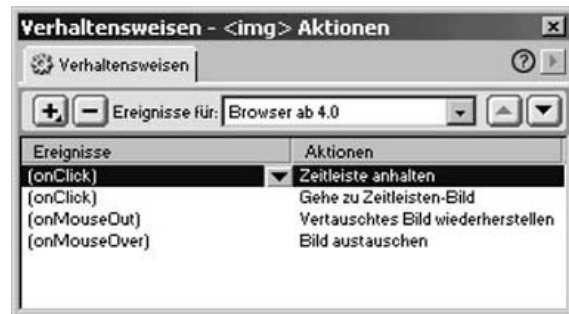 Verhaltensweisen - <img> Aktionen
Verhaltensweisen
Ereignisse für: Browser ab 4.0
Ereignisse Aktionen
(onClick) Zeitleiste anhalten
(onClick) Gehe zu Zeitleisten-Bild
(onMouseOut) Vertauschtes Bild wiederherstellen
(onMouseOver) Bild austauschen